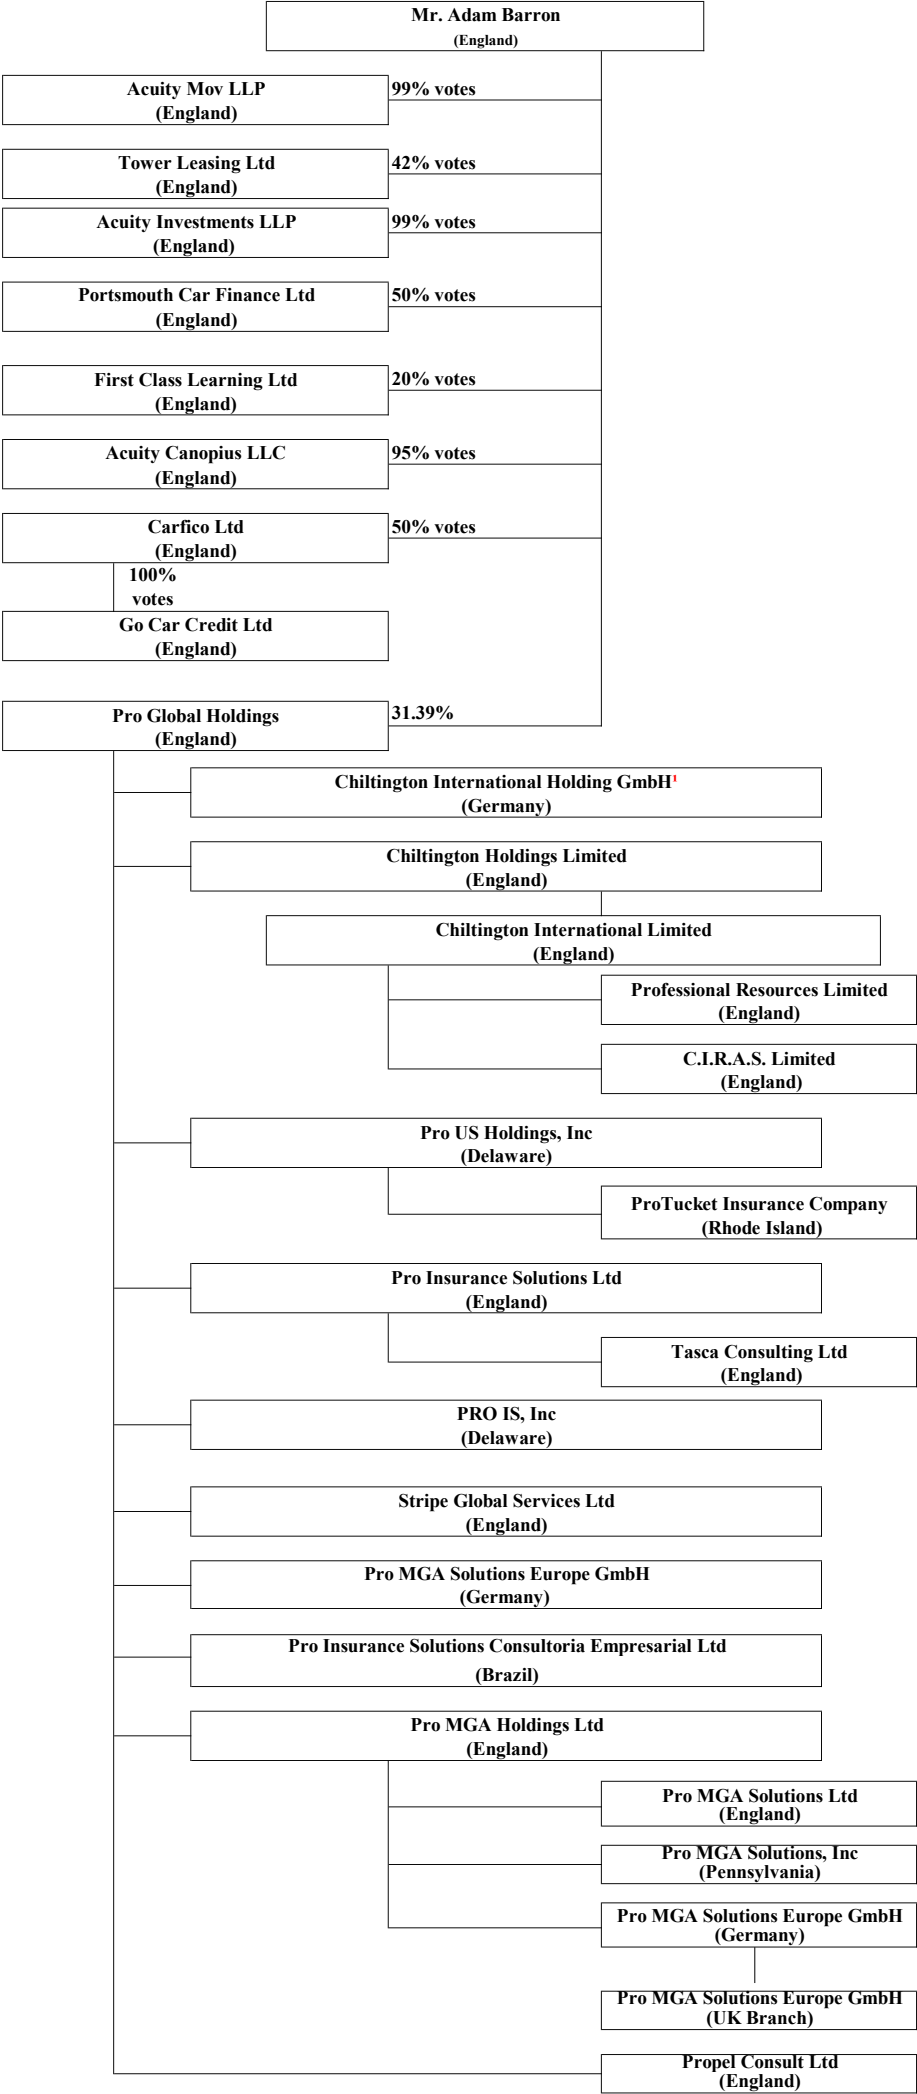 Mr. Adam Barron
(England)
Acuity Mov LLP
(England)
99% votes
Tower Leasing Ltd
(England)
42% votes
Acuity Investments LLP
(England)
99% votes
Portsmouth Car Finance Ltd
(England)
50% votes
First Class Learning Ltd
(England)
20% votes
Acuity Canopius LLC
(England)
95% votes
Carfico Ltd
(England)
50% votes
100%
votes
Go Car Credit Ltd
(England)
Pro Global Holdings
(England)
31.39%
Chiltington International Holding GmbH¹
(Germany)
Chiltington Holdings Limited
(England)
Chiltington International Limited
(England)
Professional Resources Limited
(England)
C.I.R.A.S. Limited
(England)
Pro US Holdings, Inc
(Delaware)
ProTucket Insurance Company
(Rhode Island)
Pro Insurance Solutions Ltd
(England)
Tasca Consulting Ltd
(England)
PRO IS, Inc
(Delaware)
Stripe Global Services Ltd
(England)
Pro MGA Solutions Europe GmbH
(Germany)
Pro Insurance Solutions Consultoria Empresarial Ltd
(Brazil)
Pro MGA Holdings Ltd
(England)
Pro MGA Solutions Ltd
(England)
Pro MGA Solutions, Inc
(Pennsylvania)
Pro MGA Solutions Europe GmbH
(Germany)
Pro MGA Solutions Europe GmbH
(UK Branch)
Propel Consult Ltd
(England)